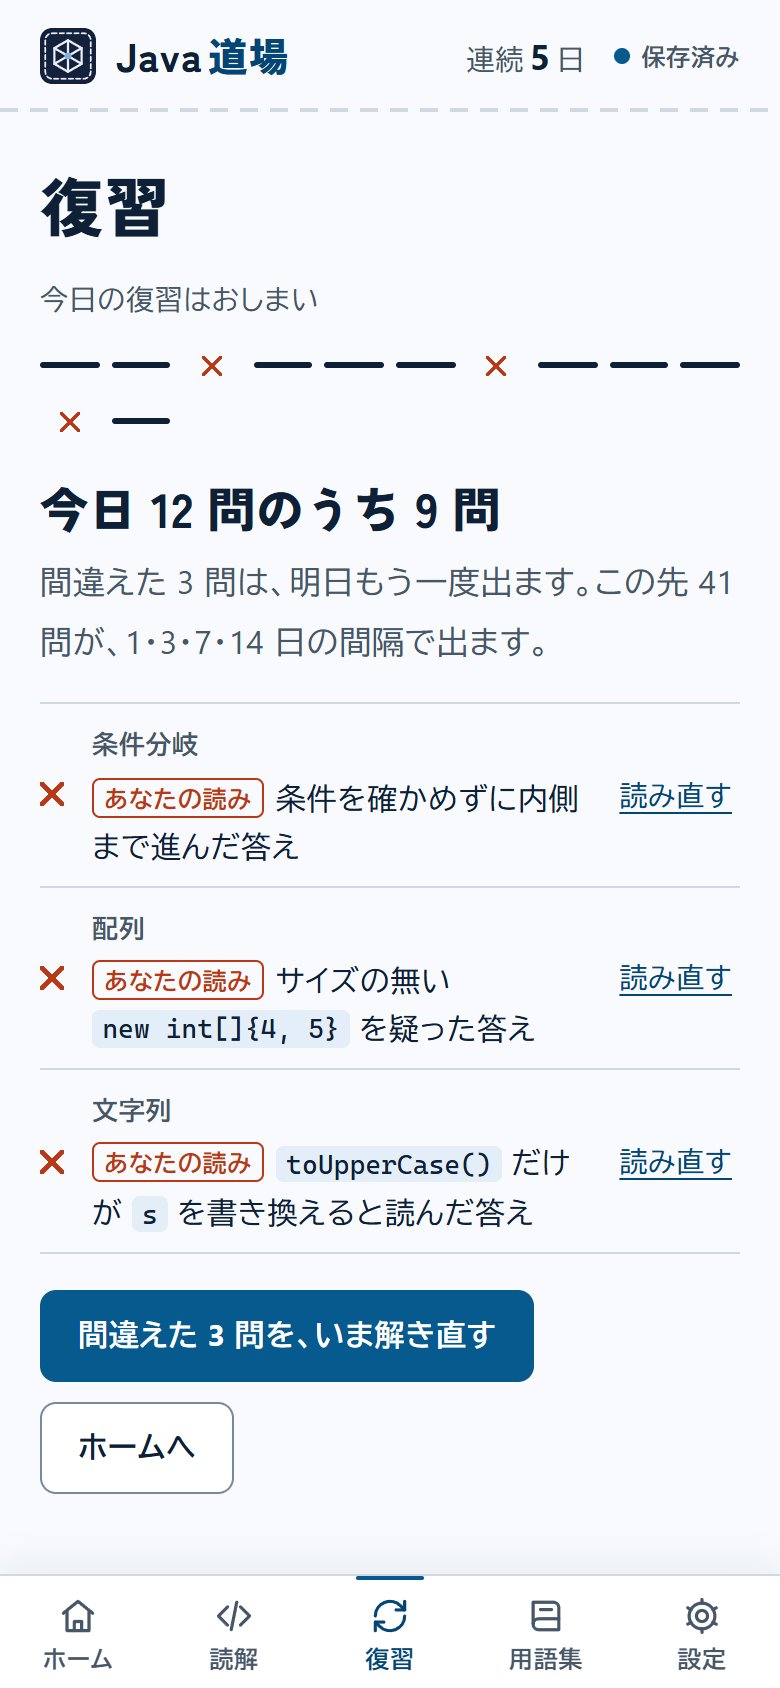 Java 道場
連続 5 日
保存済み
復習
今日の復習はおしまい
今日 12 問のうち 9 問
間違えた 3 問は、明日もう一度出ます。この先 41
問が、1・3・7・14 日の間隔で出ます。
条件分岐
あなたの読み 条件を確かめずに内側
まで進んだ答え
読み直す
配列
あなたの読み サイズの無い
new int[]{4, 5} を疑った答え
読み直す
文字列
あなたの読み toUpperCase() だけ
が s を書き換えると読んだ答え
読み直す
間違えた 3 問を、いま解き直す
ホームへ
ホーム
読解
復習
用語集
設定